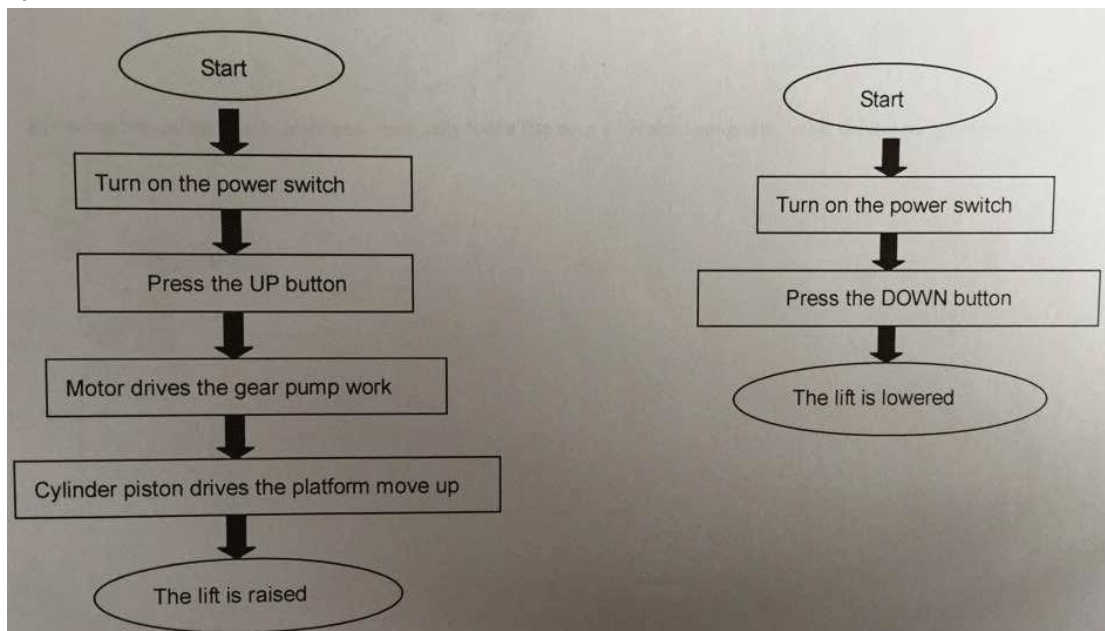 Start
Turn on the power switch
Press the UP button
Motor drives the gear pump work
Cylinder piston drives the platform move up
The lift is raised
Start
Turn on the power switch
Press the DOWN button
The lift is lowered